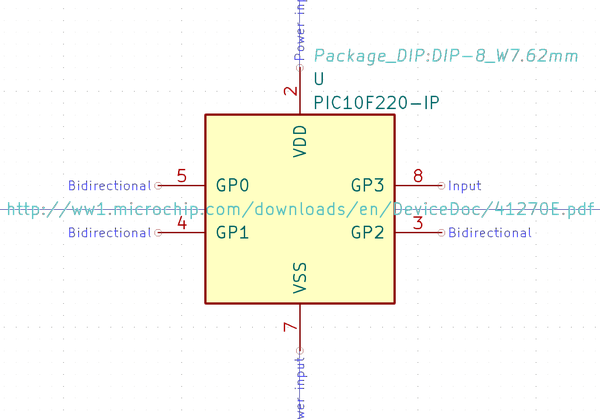 Power in
Package_DIP:DIP-8_W7.62mm
U
PIC10F220-IP
2
VDD
Bidirectional 5 GP0
GP3 8 Input
http://ww1.microchip.com/downloads/en/DeviceDoc/41270E.pdf
Bidirectional 4 GP1
GP2 3 Bidirectional
VSS
7
wer input